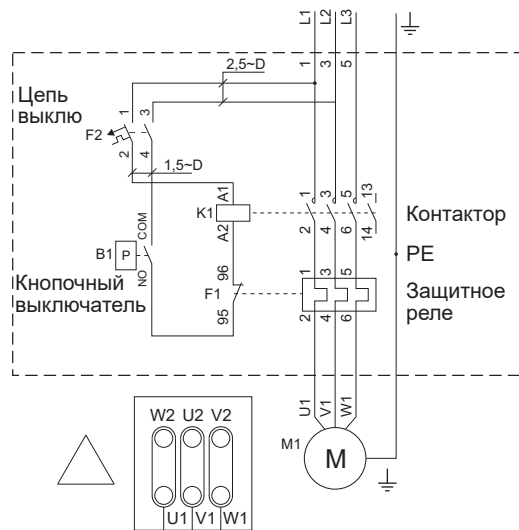 L1 L2 L3
2,5~D
1 3 5
Цепь
выклю
1 3
F2
2 4
1,5~D
A1
K1
A2
1 3 5 13
2 4 6 14
Контактор
COM
B1 P
NO
Кнопочный
выключатель
96
F1
95
1 3 5
2 4 6
PE
Защитное
реле
U1 V1 W1
M1
M
W2 U2 V2
U1 V1 W1